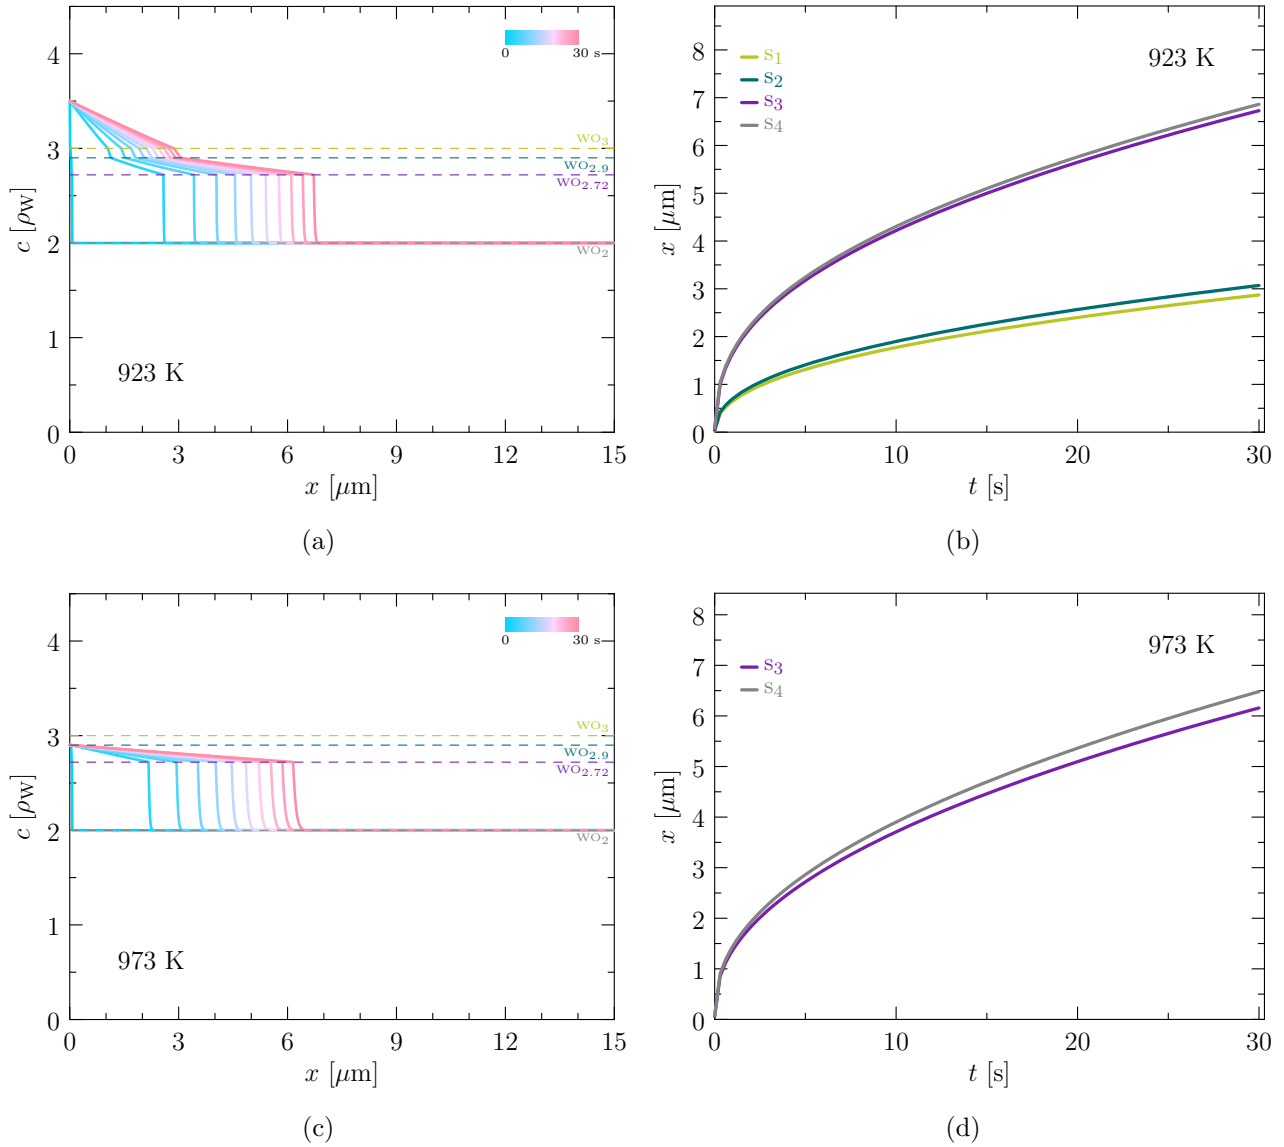 4
3
2
1
0
c [ρw]
0 30 s
WO3
WO2.9
WO2.72
WO2
923 K
0 3 6 9 12 15
x [μm]
(a)
8
7
6
5
4
3
2
1
0
x [μm]
s1
s2
s3
s4
923 K
0 10 20 30
t [s]
(b)
4
3
2
1
0
c [ρw]
0 30 s
WO3
WO2.9
WO2.72
WO2
973 K
0 3 6 9 12 15
x [μm]
(c)
8
7
6
5
4
3
2
1
0
x [μm]
s3
s4
973 K
0 10 20 30
t [s]
(d)